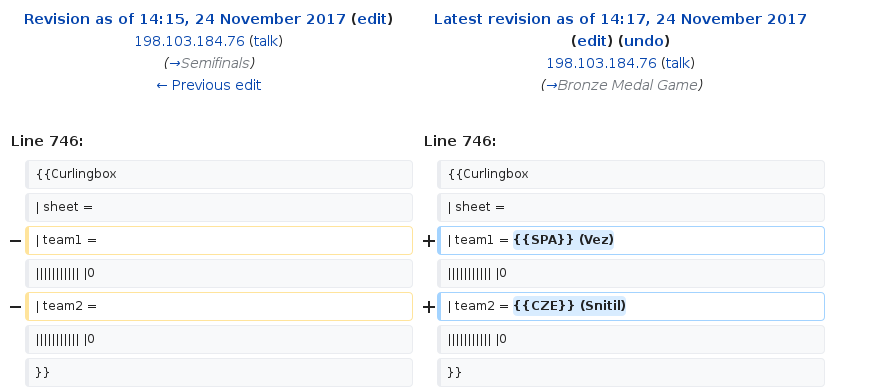 Revision as of 14:15, 24 November 2017 (edit)
198.103.184.76 (talk)
(→Semifinals)
← Previous edit
Latest revision as of 14:17, 24 November 2017
(edit) (undo)
198.103.184.76 (talk)
(→Bronze Medal Game)
Line 746:
Line 746:
{{Curlingbox
{{Curlingbox
| sheet =
| sheet =
− | team1 =
+ | team1 = {{SPA}} (Vez)
||||||||||| |0
||||||||||| |0
− | team2 =
+ | team2 = {{CZE}} (Snitil)
||||||||||| |0
||||||||||| |0
}}
}}